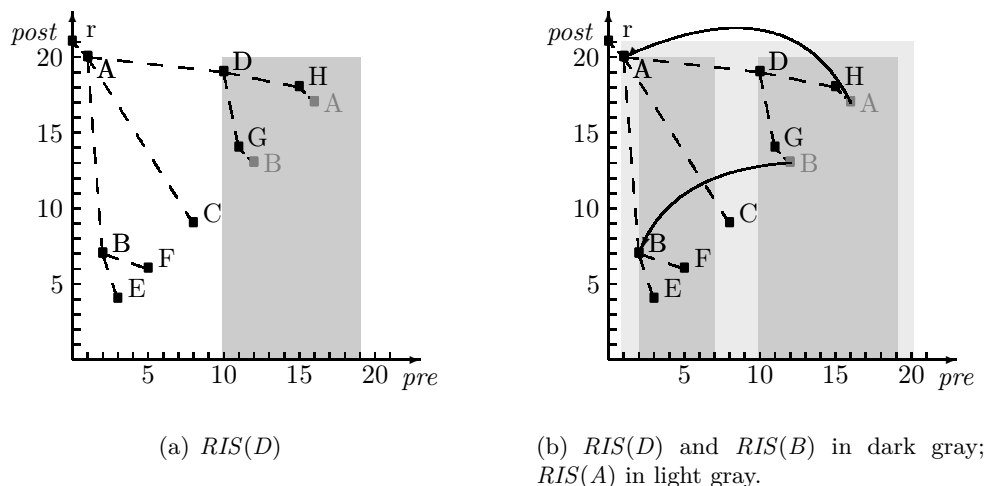 post
r
20
A
D
H
A
15
G
B
10
C
B
F
5
E
5
10
15
20
pre
(a) RIS(D)
post
r
20
A
D
H
A
15
G
B
10
C
B
F
5
E
5
10
15
20
pre
(b) RIS(D) and RIS(B) in dark gray;
RIS(A) in light gray.